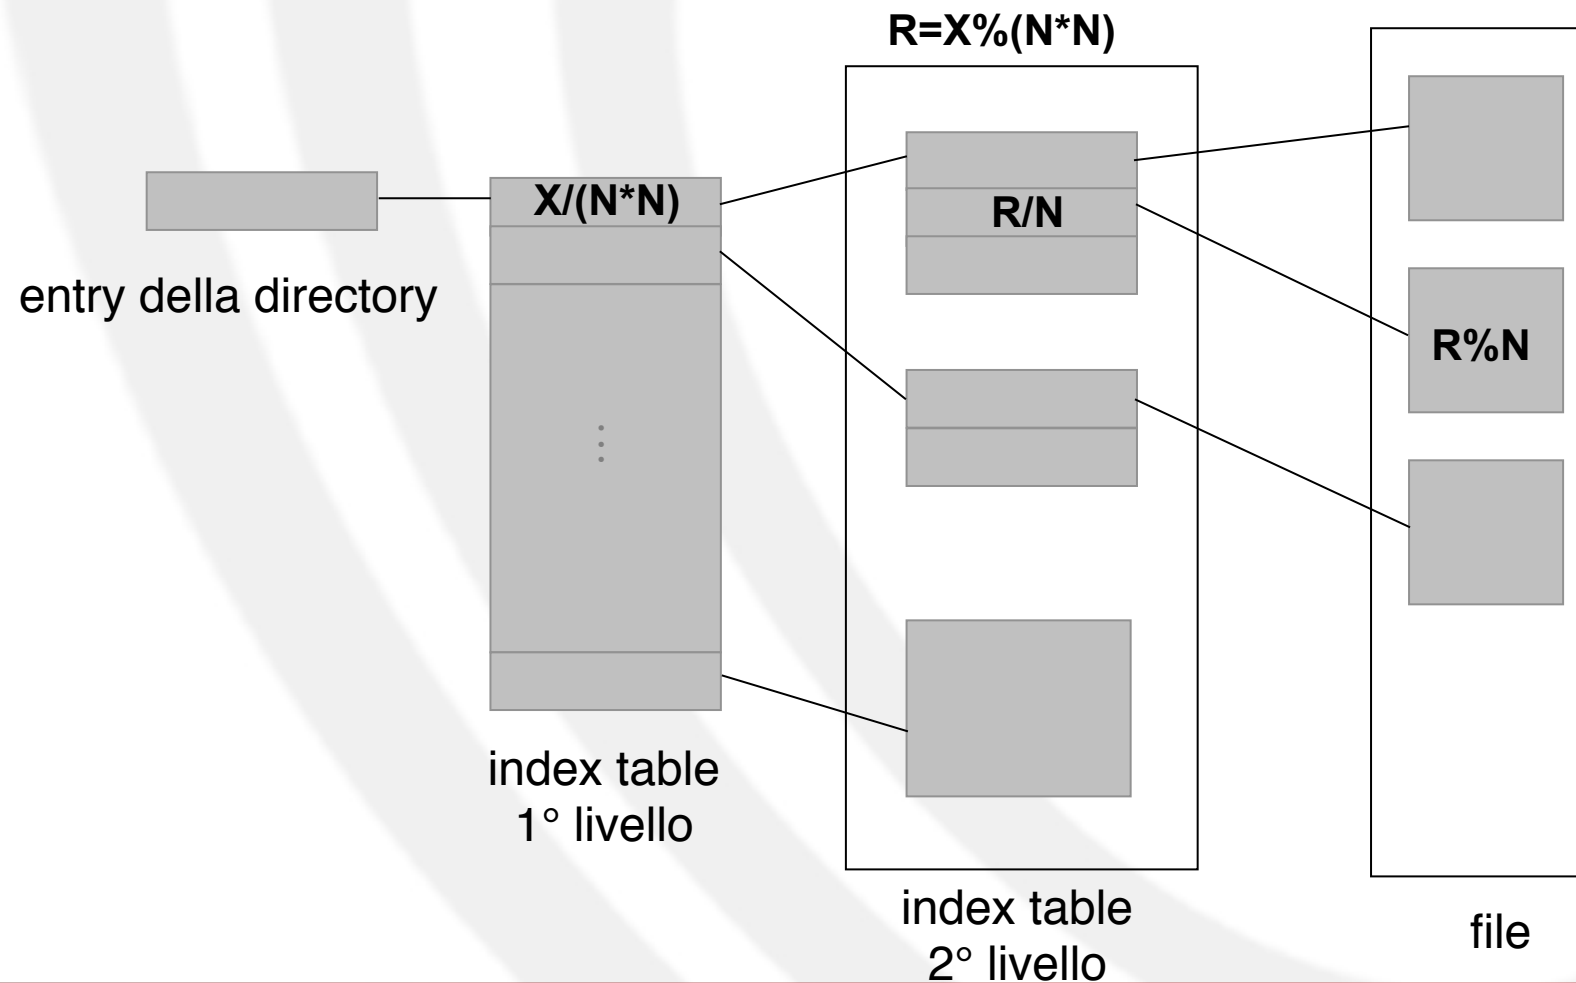 R=X%(N*N)
X/(N*N)
R/N
entry della directory
R%N
index table
1° livello
index table
2° livello
file